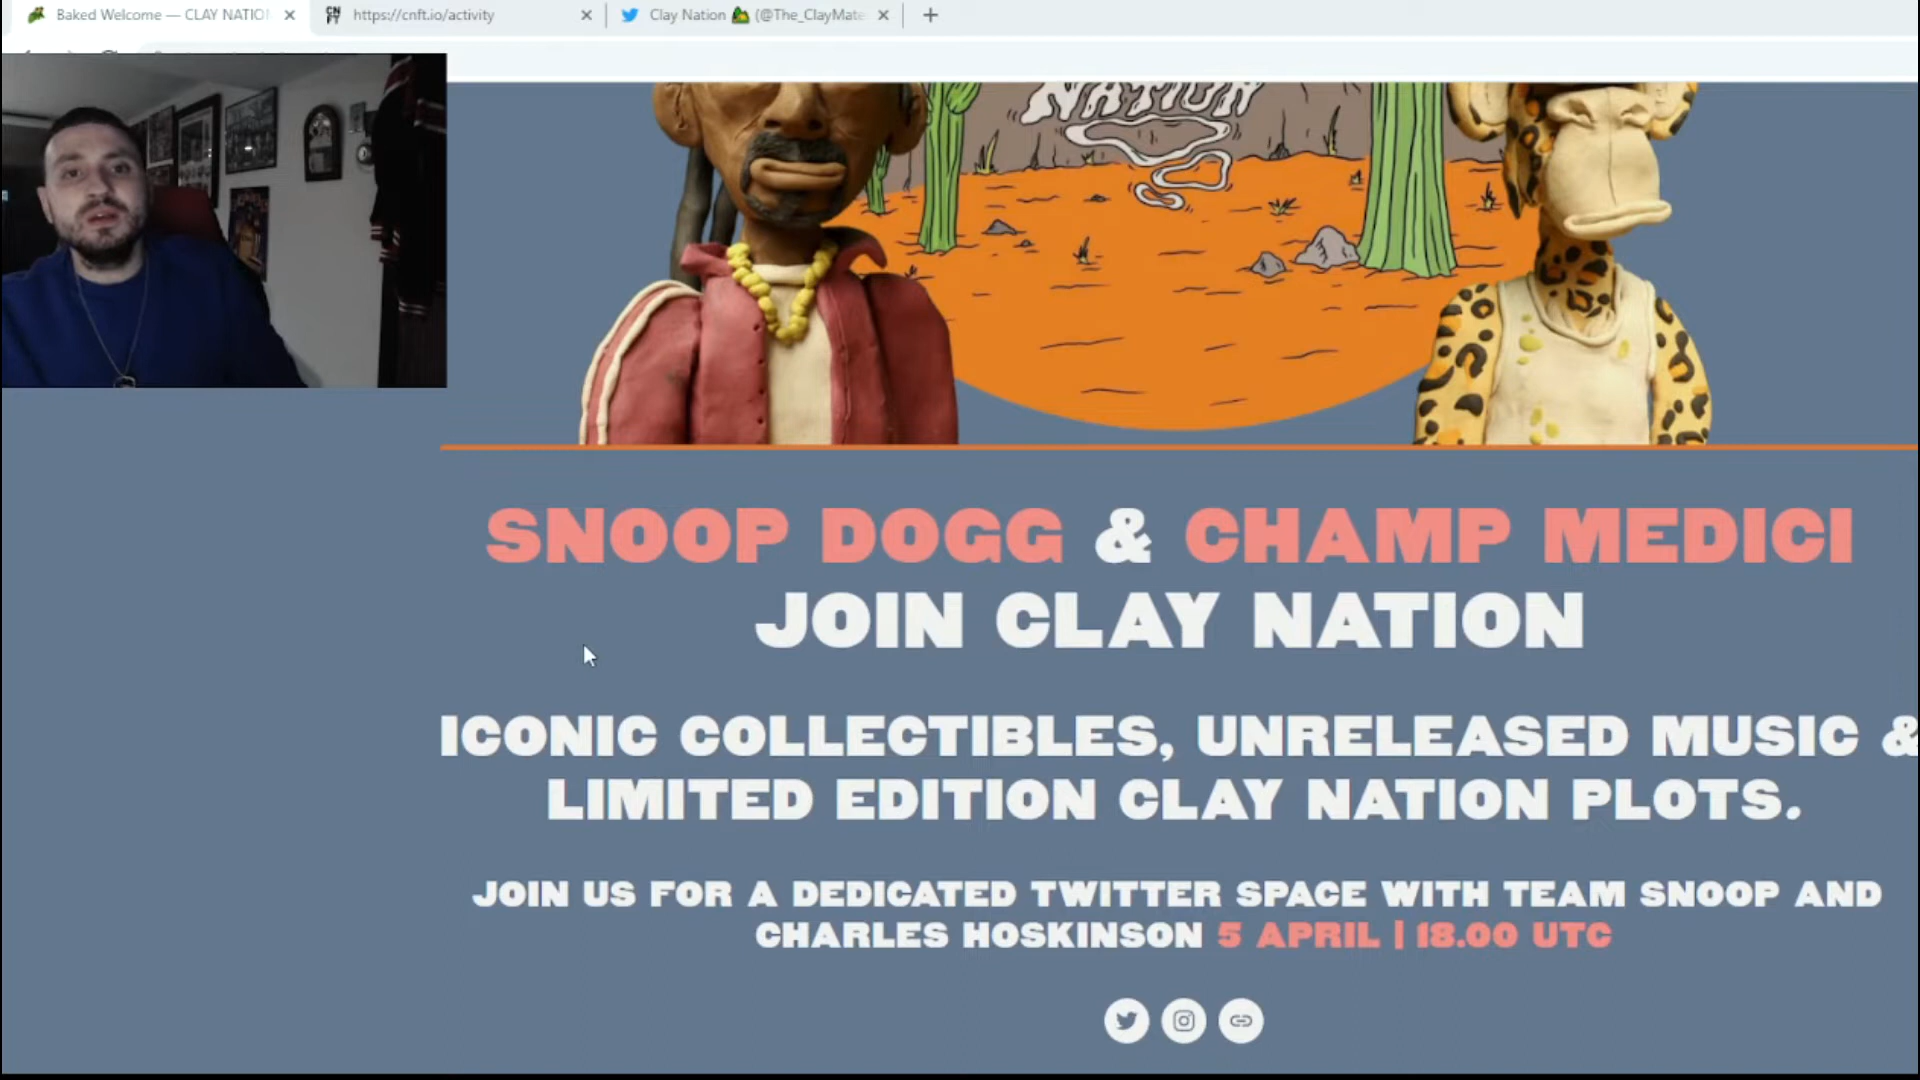 Baked Welcome — CLAY NATIO
https://cnft.io/activity
Clay Nation (@The_ClayMate
NATION
SNOOP DOGG & CHAMP MEDICI
JOIN CLAY NATION
ICONIC COLLECTIBLES, UNRELEASED MUSIC &
LIMITED EDITION CLAY NATION PLOTS.
JOIN US FOR A DEDICATED TWITTER SPACE WITH TEAM SNOOP AND
CHARLES HOSKINSON 5 APRIL | 18.00 UTC